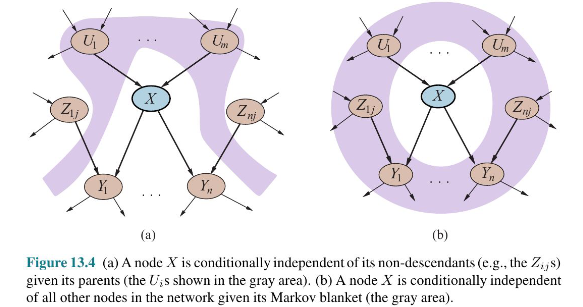 U1 . . . Um U1 . . . Um
X X
Z1j Znj Z1j Znj
Y1 . . . Yn Y1 . . . Yn
(a) (b)
Figure 13.4 (a) A node X is conditionally independent of its non-descendants (e.g., the Zijs)
given its parents (the Uis shown in the gray area). (b) A node X is conditionally independent
of all other nodes in the network given its Markov blanket (the gray area).